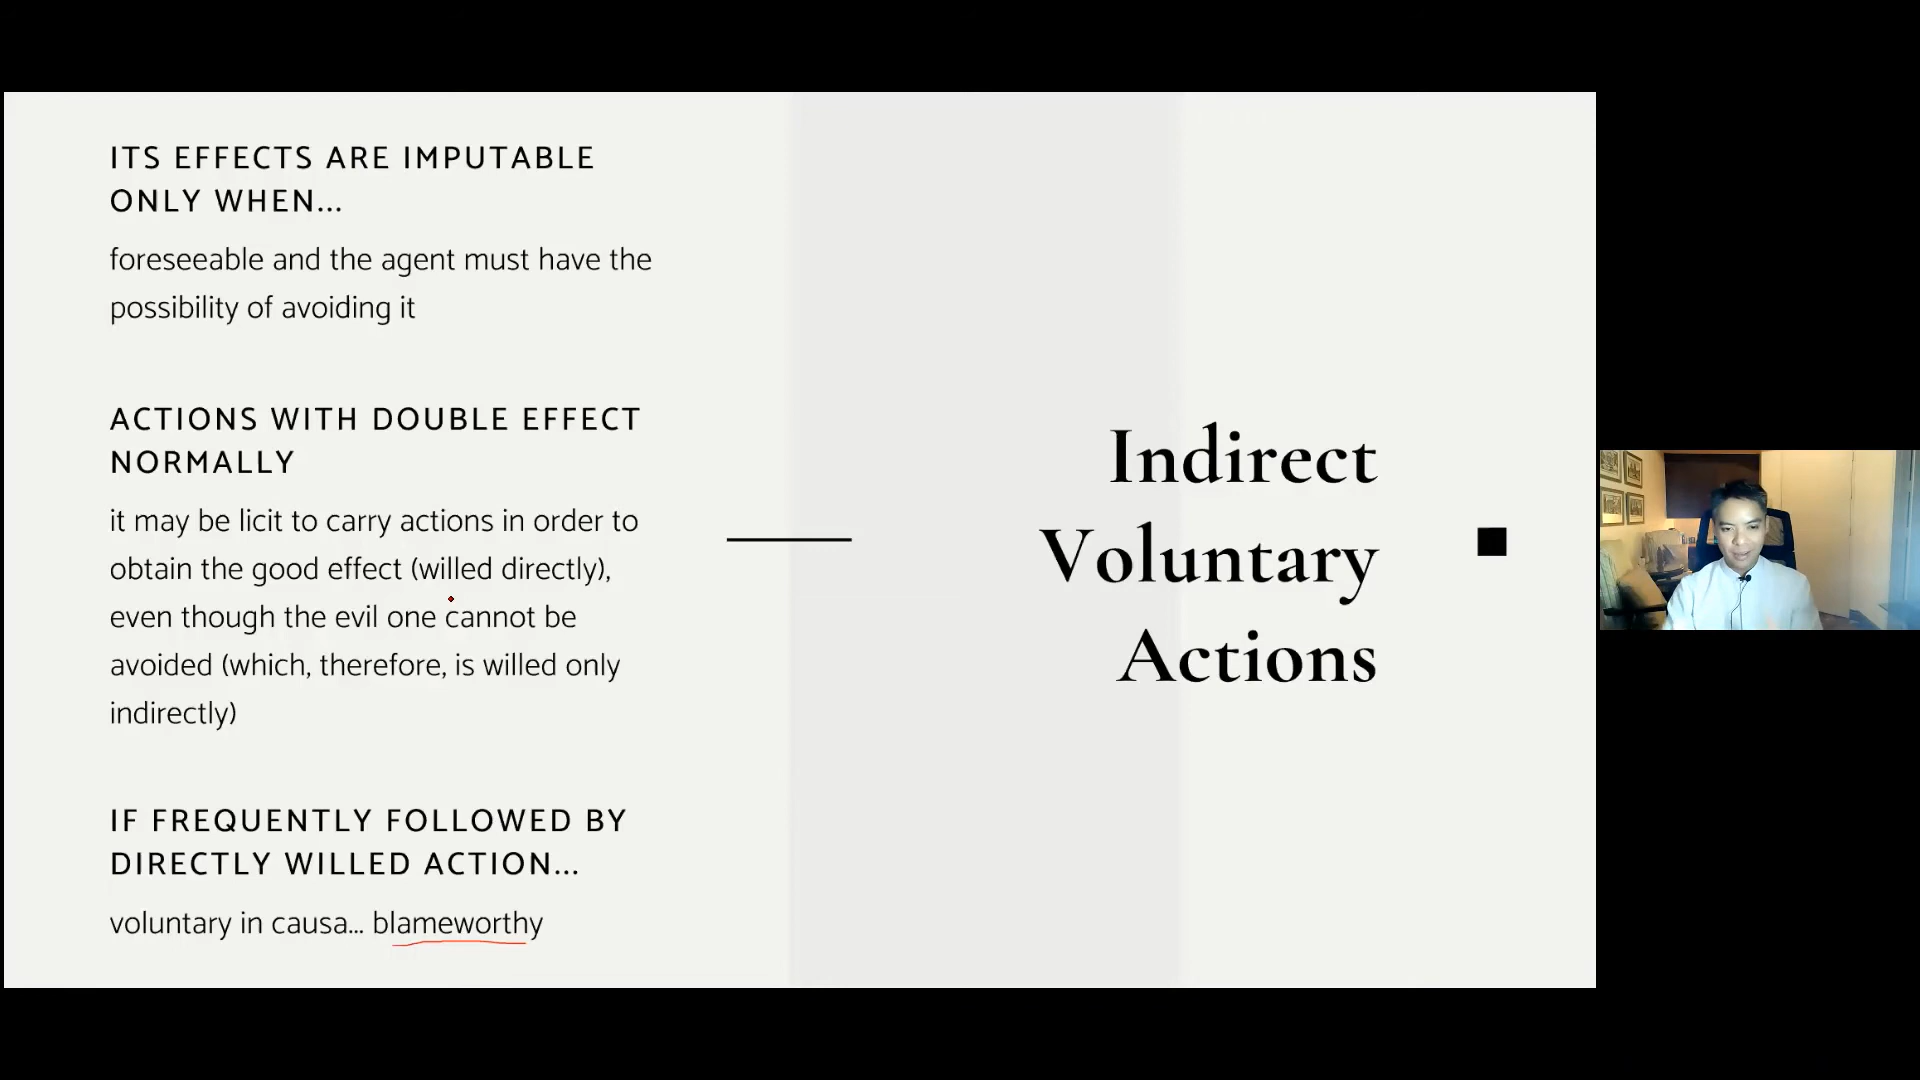 ITS EFFECTS ARE IMPUTABLE
ONLY WHEN...
foreseeable and the agent must have the
possibility of avoiding it
ACTIONS WITH DOUBLE EFFECT
NORMALLY
it may be licit to carry actions in order to
obtain the good effect (willed directly),
even though the evil one cannot be
avoided (which, therefore, is willed only
indirectly)
IF FREQUENTLY FOLLOWED BY
DIRECTLY WILLED ACTION...
voluntary in causa... blameworthy
Indirect
Voluntary
Actions